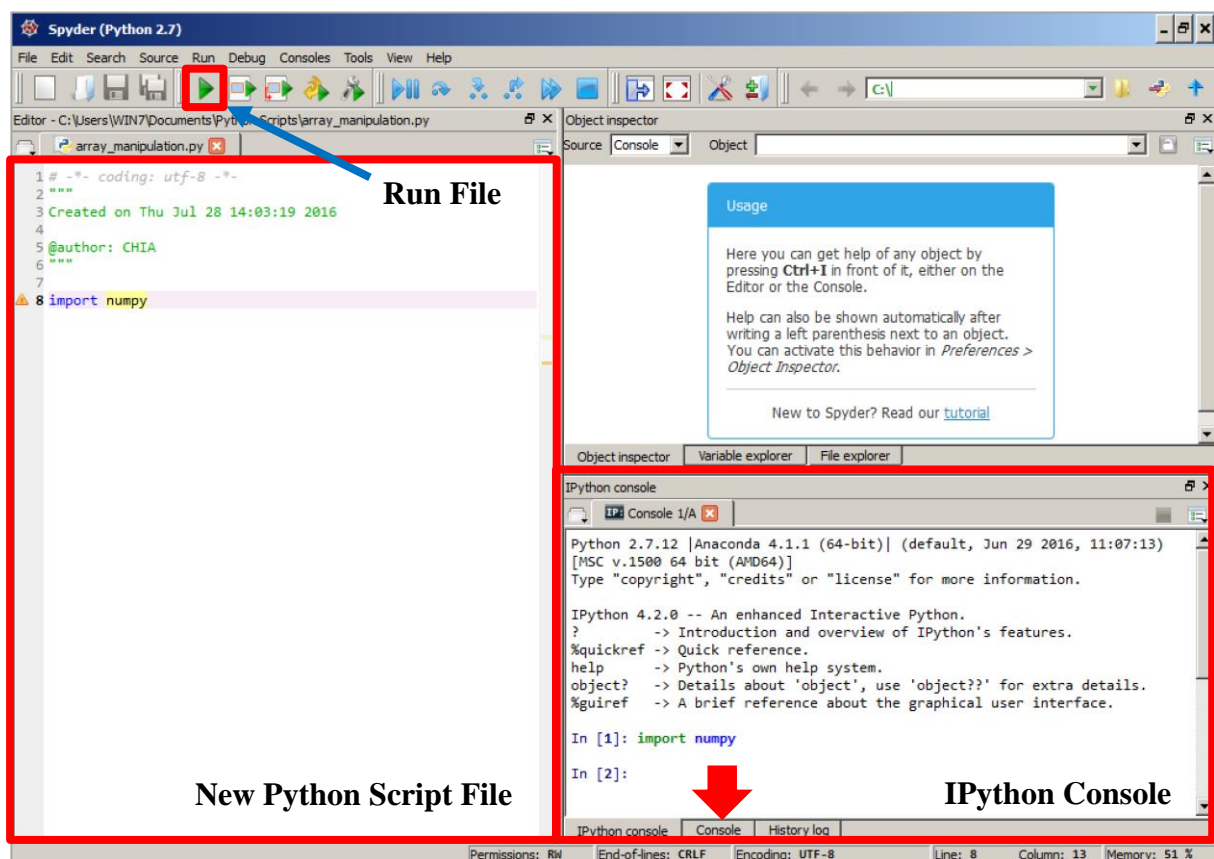 Spyder (Python 2.7)
File Edit Search Source Run Debug Consoles Tools View Help
C:\
Editor - C:\Users\WIN7\Documents\Python Scripts\array_manipulation.py
array_manipulation.py
1 # -*- coding: utf-8 -*-
2 """
3 Created on Thu Jul 28 14:03:19 2016
4
5 @author: CHIA
6 """
7
8 import numpy
Run File
New Python Script File
Object inspector
Source Console Object
Usage
Here you can get help of any object by
pressing Ctrl+I in front of it, either on the
Editor or the Console.
Help can also be shown automatically after
writing a left parenthesis next to an object.
You can activate this behavior in Preferences >
Object Inspector.
New to Spyder? Read our tutorial
Object inspector Variable explorer File explorer
IPython console
IP: Console 1/A
Python 2.7.12 |Anaconda 4.1.1 (64-bit)| (default, Jun 29 2016, 11:07:13)
[MSC v.1500 64 bit (AMD64)]
Type "copyright", "credits" or "license" for more information.
IPython 4.2.0 -- An enhanced Interactive Python.
? -> Introduction and overview of IPython's features.
%quickref -> Quick reference.
help -> Python's own help system.
object? -> Details about 'object', use 'object??' for extra details.
%guiref -> A brief reference about the graphical user interface.
In [1]: import numpy
In [2]:
IPython Console
IPython console Console History log
Permissions: RW End-of-lines: CRLF Encoding: UTF-8 Line: 8 Column: 13 Memory: 51 %